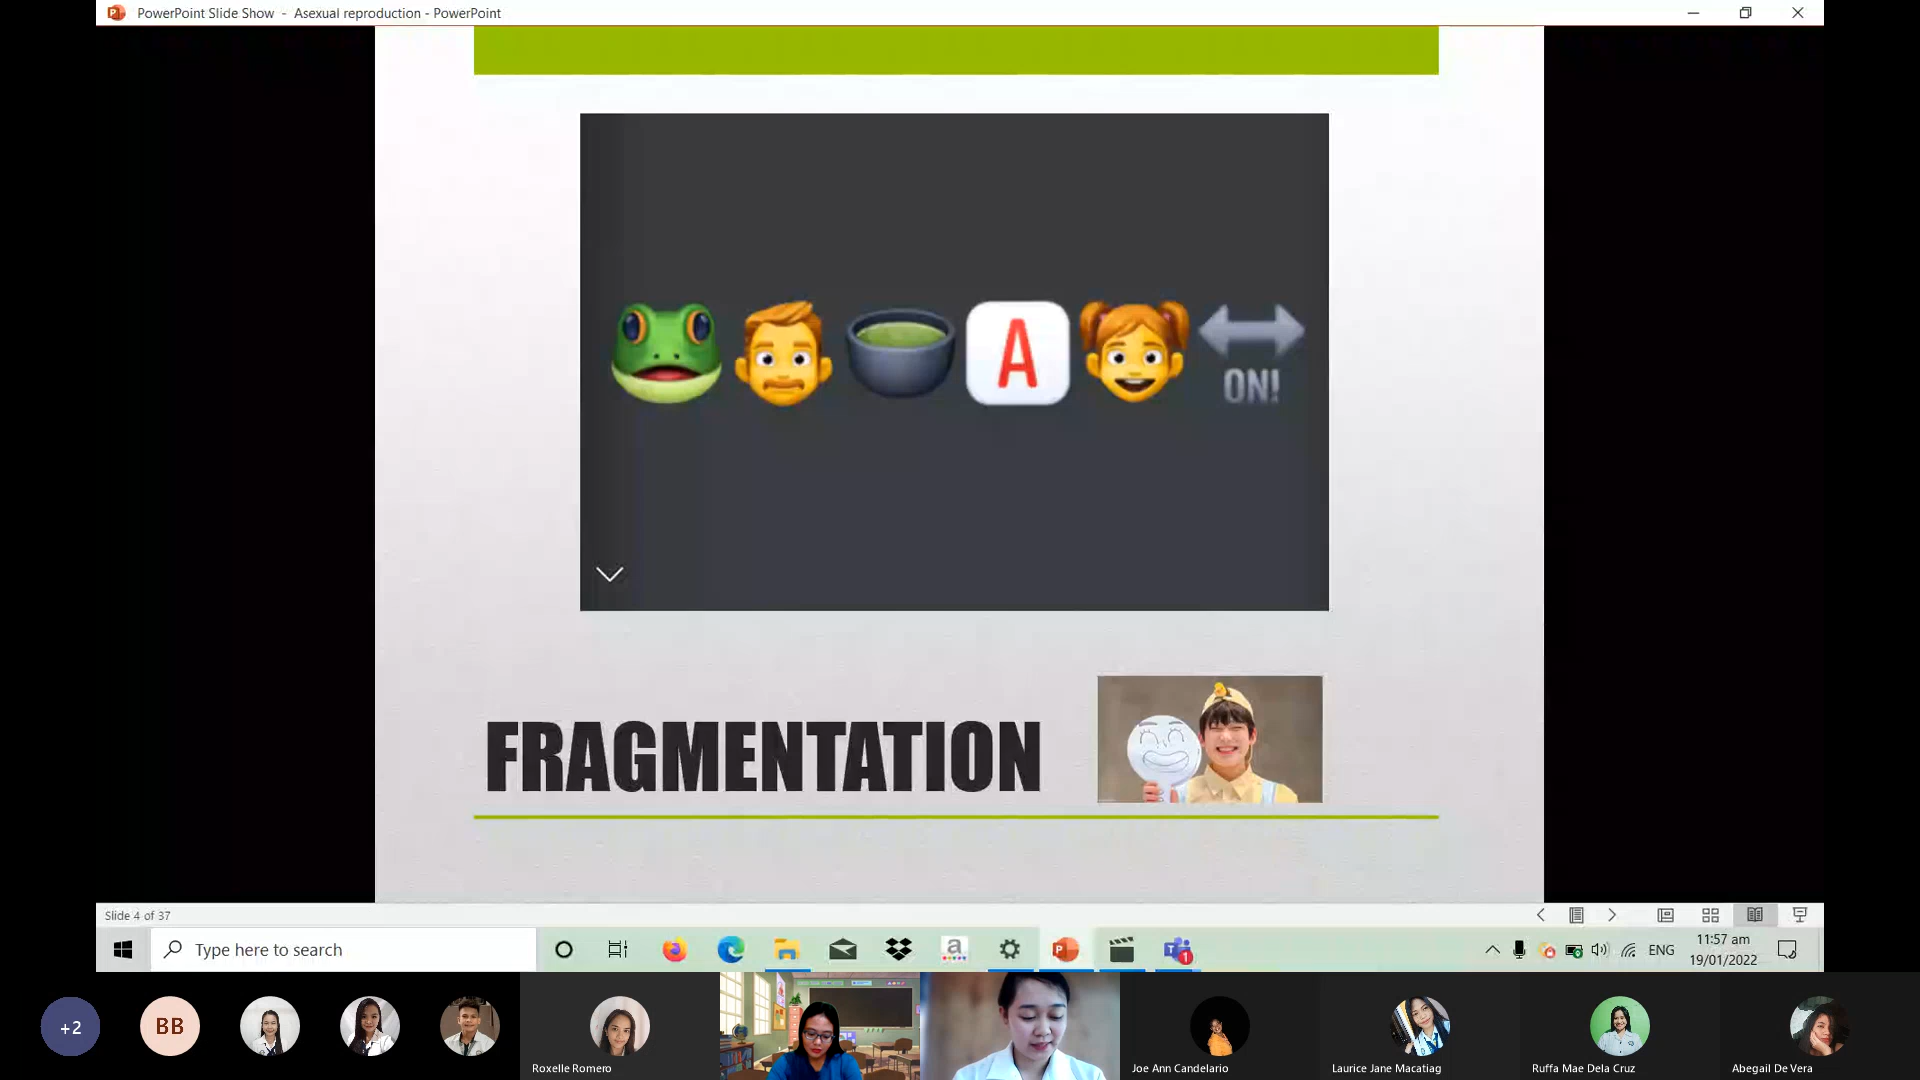 PowerPoint Slide Show - Asexual reproduction - PowerPoint
A
ON!
FRAGMENTATION
Slide 4 of 37
Type here to search
a
1
ENG
11:57 am
19/01/2022
+2
BB
Roxelle Romero
Joe Ann Candelario
Laurice Jane Macatiag
Ruffa Mae Dela Cruz
Abegail De Vera